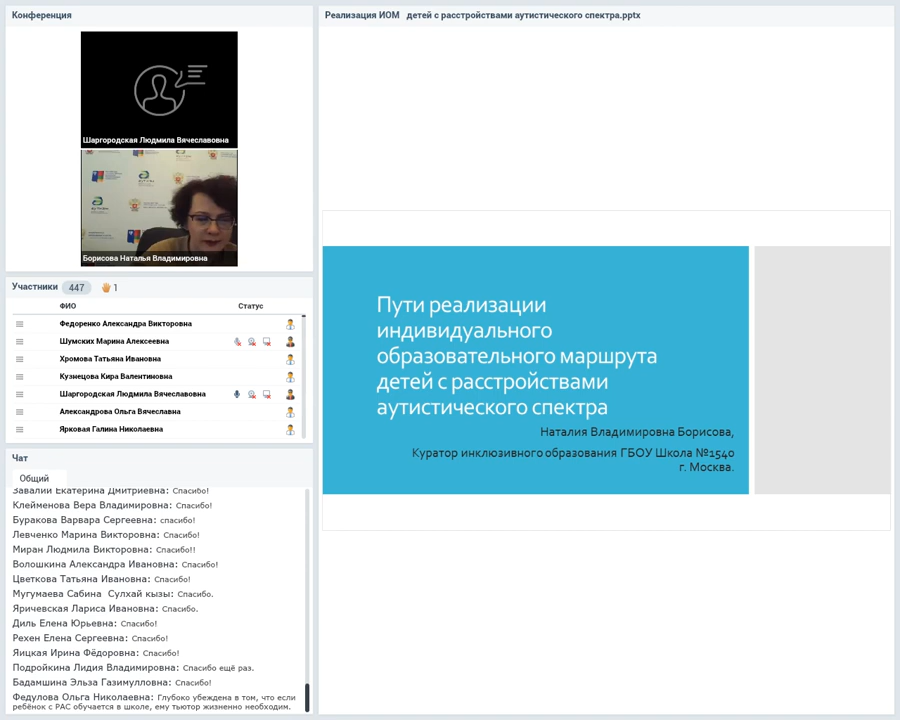 Конференция
Шаргородская Людмила Вячеславовна
Борисова Наталья Владимировна
Участники 447 1
ФИО Статус
Федоренко Александра Викторовна
Шумских Марина Алексеевна
Хромова Татьяна Ивановна
Кузнецова Кира Валентиновна
Шаргородская Людмила Вячеславовна
Александрова Ольга Вячеславна
Ярковая Галина Николаевна
Чат
Общий
Завалий Екатерина Дмитриевна: Спасибо!
Клейменова Вера Владимировна: Спасибо!
Буракова Варвара Сергеевна: спасибо!
Левченко Марина Викторовна: Спасибо!
Миран Людмила Викторовна: Спасибо!!
Волошкина Александра Ивановна: Спасибо!
Цветкова Татьяна Ивановна: Спасибо!
Мугумаева Сабина Сулхай кызы: Спасибо.
Яричевская Лариса Ивановна: Спасибо.
Диль Елена Юрьевна: Спасибо!
Рехен Елена Сергеевна: Спасибо!
Яицкая Ирина Фёдоровна: Спасибо!
Подройкина Лидия Владимировна: Спасибо ещё раз.
Бадамшина Эльза Газимулловна: Спасибо!
Федулова Ольга Николаевна: Глубоко убеждена в том, что если
ребёнок с РАС обучается в школе, ему тьютор жизненно необходим.
Реализация ИОМ детей с расстройствами аутистического спектра.pptx
Пути реализации
индивидуального
образовательного маршрута
детей с расстройствами
аутистического спектра
Наталия Владимировна Борисова,
Куратор инклюзивного образования ГБОУ Школа №1540
г. Москва.